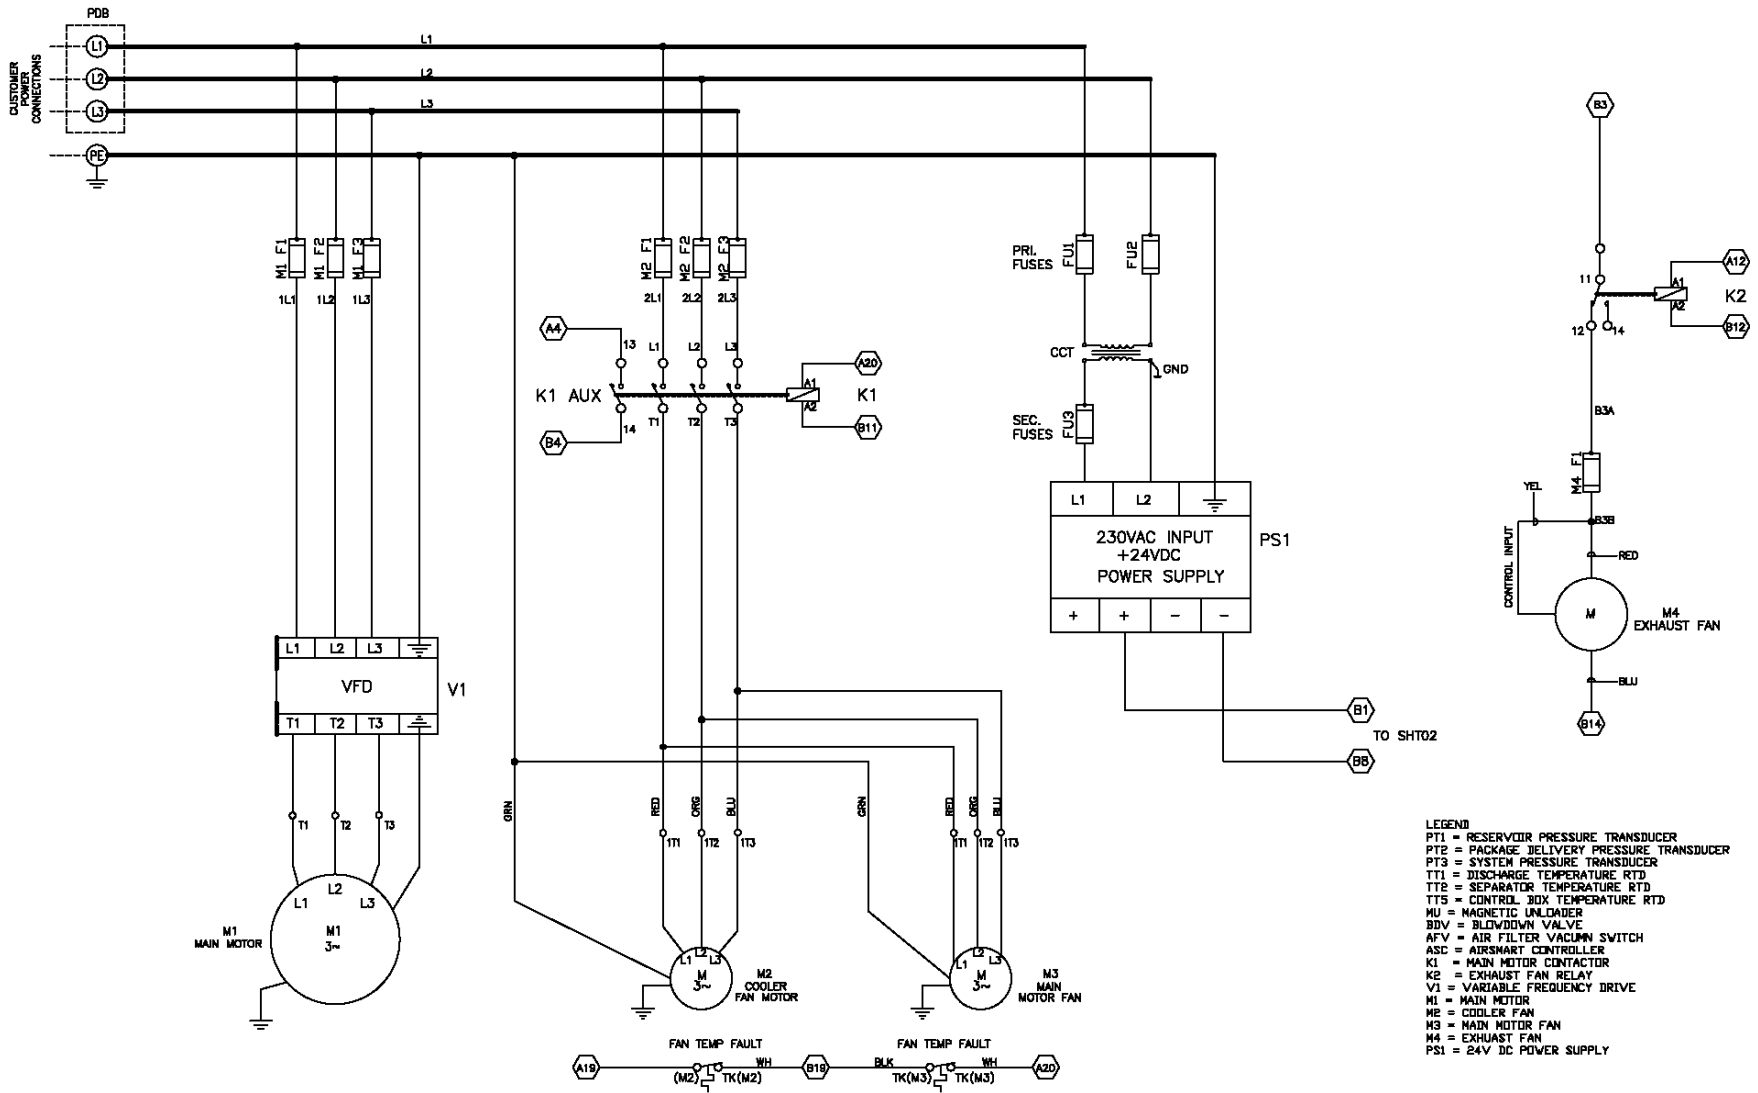 PDB
CUSTOMER
POWER
CONNECTIONS
L1
L2
L3
PE
L1
L2
L3
M1 F1
M1 F2
M1 F3
1L1
1L2
1L3
M2 F1
M2 F2
M2 F3
2L1
2L2
2L3
A4
13
L1
L2
L3
K1 AUX
A1
A2
A20
K1
B11
B4
14
T1
T2
T3
PRI.
FUSES
FU1
FU2
CCT
GND
SEC.
FUSES
FU3
L1
L2
230VAC INPUT
+24VDC
POWER SUPPLY
PS1
+
+
-
-
B1
TO SHT02
B8
B3
11
A1
A2
A12
K2
B12
12
14
B3A
M4 F1
YEL
B3B
CONTROL INPUT
RED
M
M4
EXHAUST FAN
BLU
B14
L1
L2
L3
VFD
V1
T1
T2
T3
T1
T2
T3
L1
L2
L3
M1
3~
M1
MAIN MOTOR
GRN
RED
ORG
BLU
1T1
1T2
1T3
GRN
RED
ORG
BLU
1T1
1T2
1T3
L1
L2
L3
M
3~
M2
COOLER
FAN MOTOR
L1
L2
L3
M
3~
M3
MAIN
MOTOR FAN
FAN TEMP FAULT
A19
WH
(M2)
TK(M2)
B19
FAN TEMP FAULT
BLK
WH
TK(M3)
TK(M3)
A20
LEGEND
PT1 = RESERVOIR PRESSURE TRANSDUCER
PT2 = PACKAGE DELIVERY PRESSURE TRANSDUCER
PT3 = SYSTEM PRESSURE TRANSDUCER
TT1 = DISCHARGE TEMPERATURE RTD
TT2 = SEPARATOR TEMPERATURE RTD
TT5 = CONTROL BOX TEMPERATURE RTD
MU = MAGNETIC UNLOADER
BDV = BLOWDOWN VALVE
AFV = AIR FILTER VACUMN SWITCH
ASC = AIRSMART CONTROLLER
K1 = MAIN MOTOR CONTACTOR
K2 = EXHAUST FAN RELAY
V1 = VARIABLE FREQUENCY DRIVE
M1 = MAIN MOTOR
M2 = COOLER FAN
M3 = MAIN MOTOR FAN
M4 = EXHUAST FAN
PS1 = 24V DC POWER SUPPLY